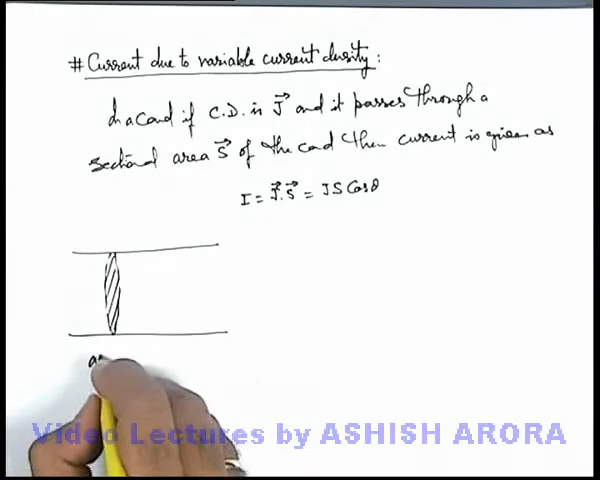 # Current due to variable current density:
In a Cond if C.D. is J⃗ and it passes through a
sectional area S⃗ of the cond then current is given as
I = J⃗.S⃗ = JS Cosθ
Video Lectures by ASHISH ARORA